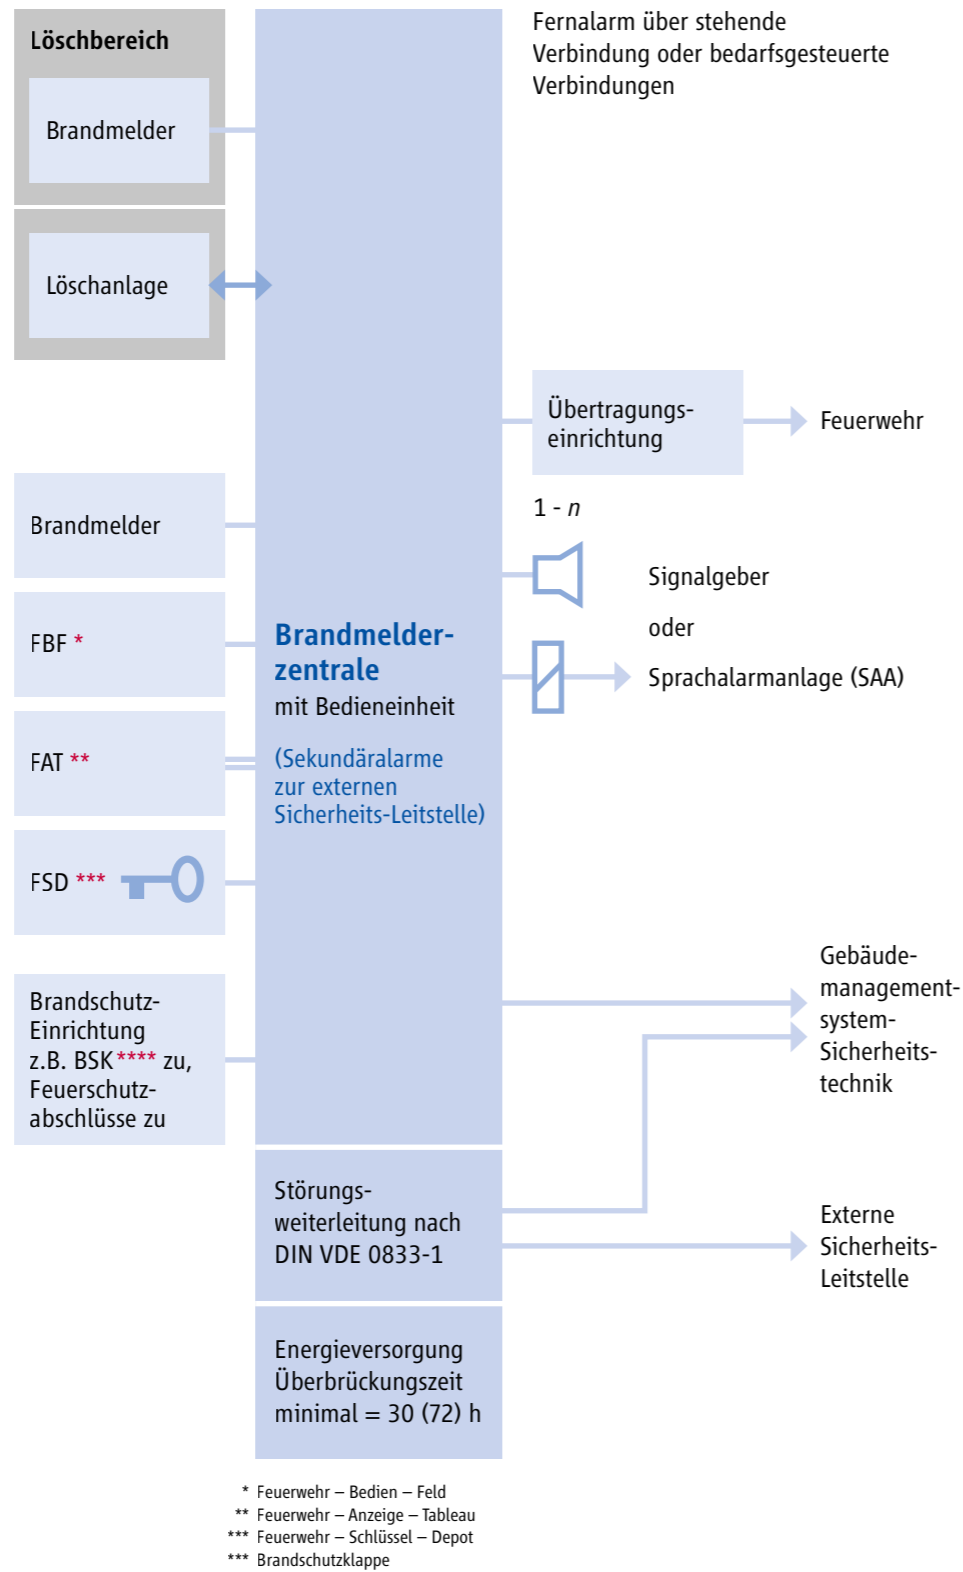 Löschbereich
Brandmelder
Löschanlage
Brandmelder
FBF *
FAT **
FSD ***
Brandschutz-
Einrichtung
z.B. BSK**** zu,
Feuerschutz-
abschlüsse zu
Brandmelder-
zentrale
mit Bedieneinheit
(Sekundäralarme
zur externen
Sicherheits-Leitstelle)
Störungs-
weiterleitung nach
DIN VDE 0833-1
Energieversorgung
Überbrückungszeit
minimal = 30 (72) h
Fernalarm über stehende
Verbindung oder bedarfsgesteuerte
Verbindungen
Übertragungs-
einrichtung
Feuerwehr
1 - n
Signalgeber
oder
Sprachalarmanlage (SAA)
Gebäude-
management-
system-
Sicherheits-
technik
Externe
Sicherheits-
Leitstelle
* Feuerwehr – Bedien – Feld
** Feuerwehr – Anzeige – Tableau
*** Feuerwehr – Schlüssel – Depot
*** Brandschutzklappe